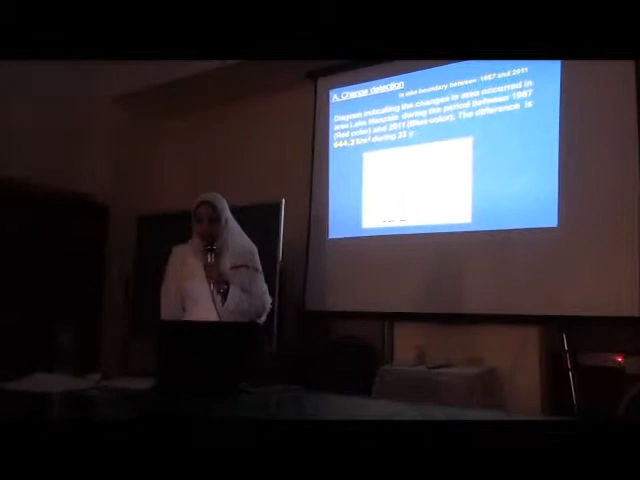 A. Change detection
in lake boundary between 1987 and 2011
Diagram indicating the changes in area occurred in
area Lake Manzala during the period between 1987
(Red color) and 2011 (Blue color). The difference is
644.2 km² during 23 y